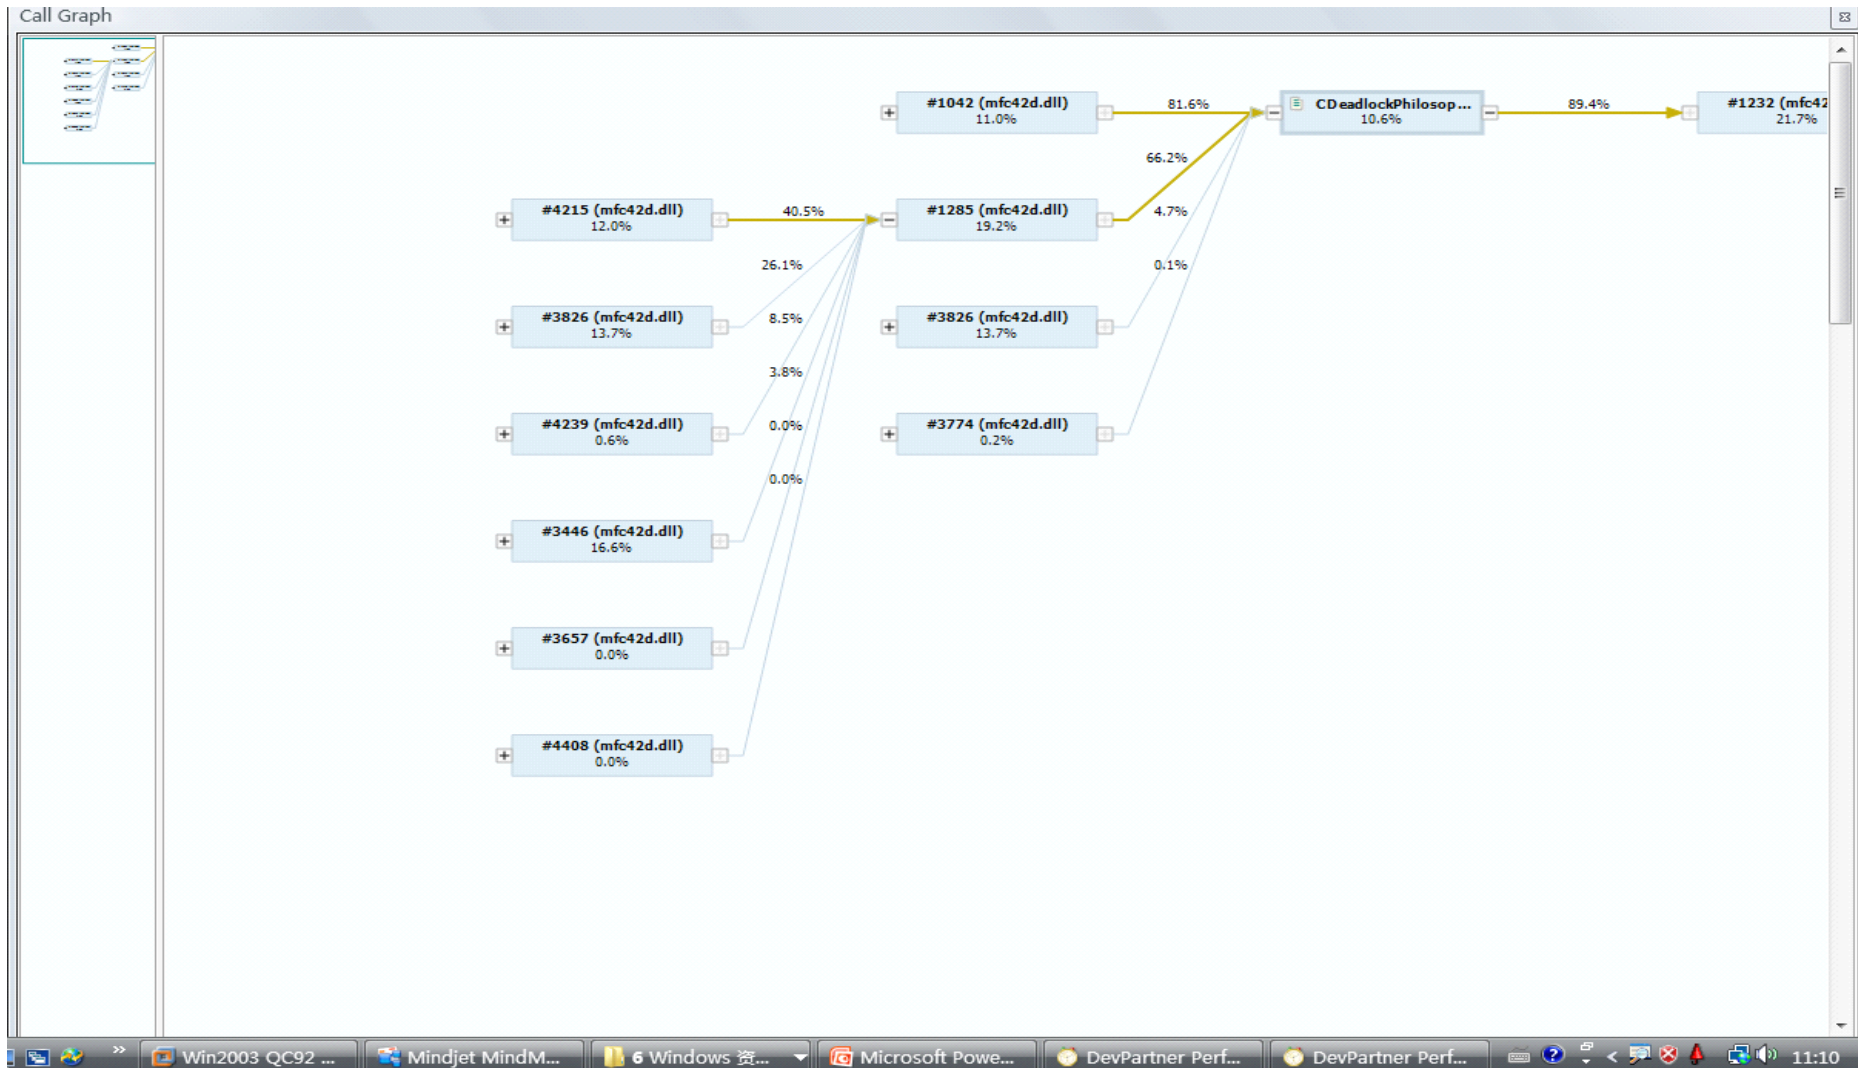 Call Graph
#1042 (mfc42d.dll)
11.0%
81.6%
CDeadlockPhilosop...
10.6%
89.4%
#1232 (mfc42
21.7%
66.2%
#4215 (mfc42d.dll)
12.0%
40.5%
#1285 (mfc42d.dll)
19.2%
4.7%
26.1%
0.1%
#3826 (mfc42d.dll)
13.7%
8.5%
#3826 (mfc42d.dll)
13.7%
3.8%
#4239 (mfc42d.dll)
0.6%
0.0%
#3774 (mfc42d.dll)
0.2%
0.0%
#3446 (mfc42d.dll)
16.6%
#3657 (mfc42d.dll)
0.0%
#4408 (mfc42d.dll)
0.0%
Win2003 QC92 ...
Mindjet MindM...
6 Windows 资...
Microsoft Powe...
DevPartner Perf...
DevPartner Perf...
11:10